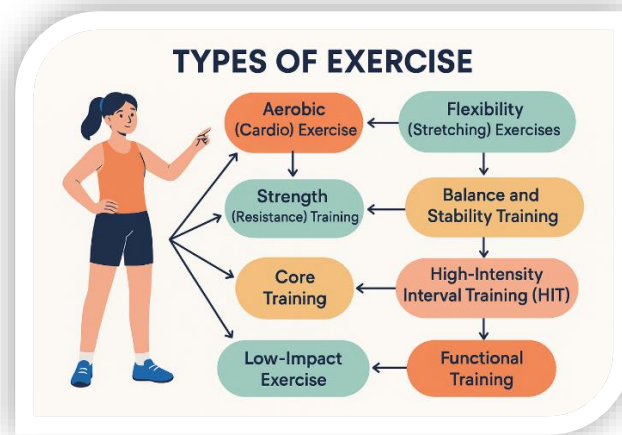 TYPES OF EXERCISE
Aerobic
(Cardio) Exercise
Flexibility
(Stretching) Exercises
Strength
(Resistance) Training
Balance and
Stability Training
Core
Training
High-Intensity
Interval Training (HIT)
Low-Impact
Exercise
Functional
Training